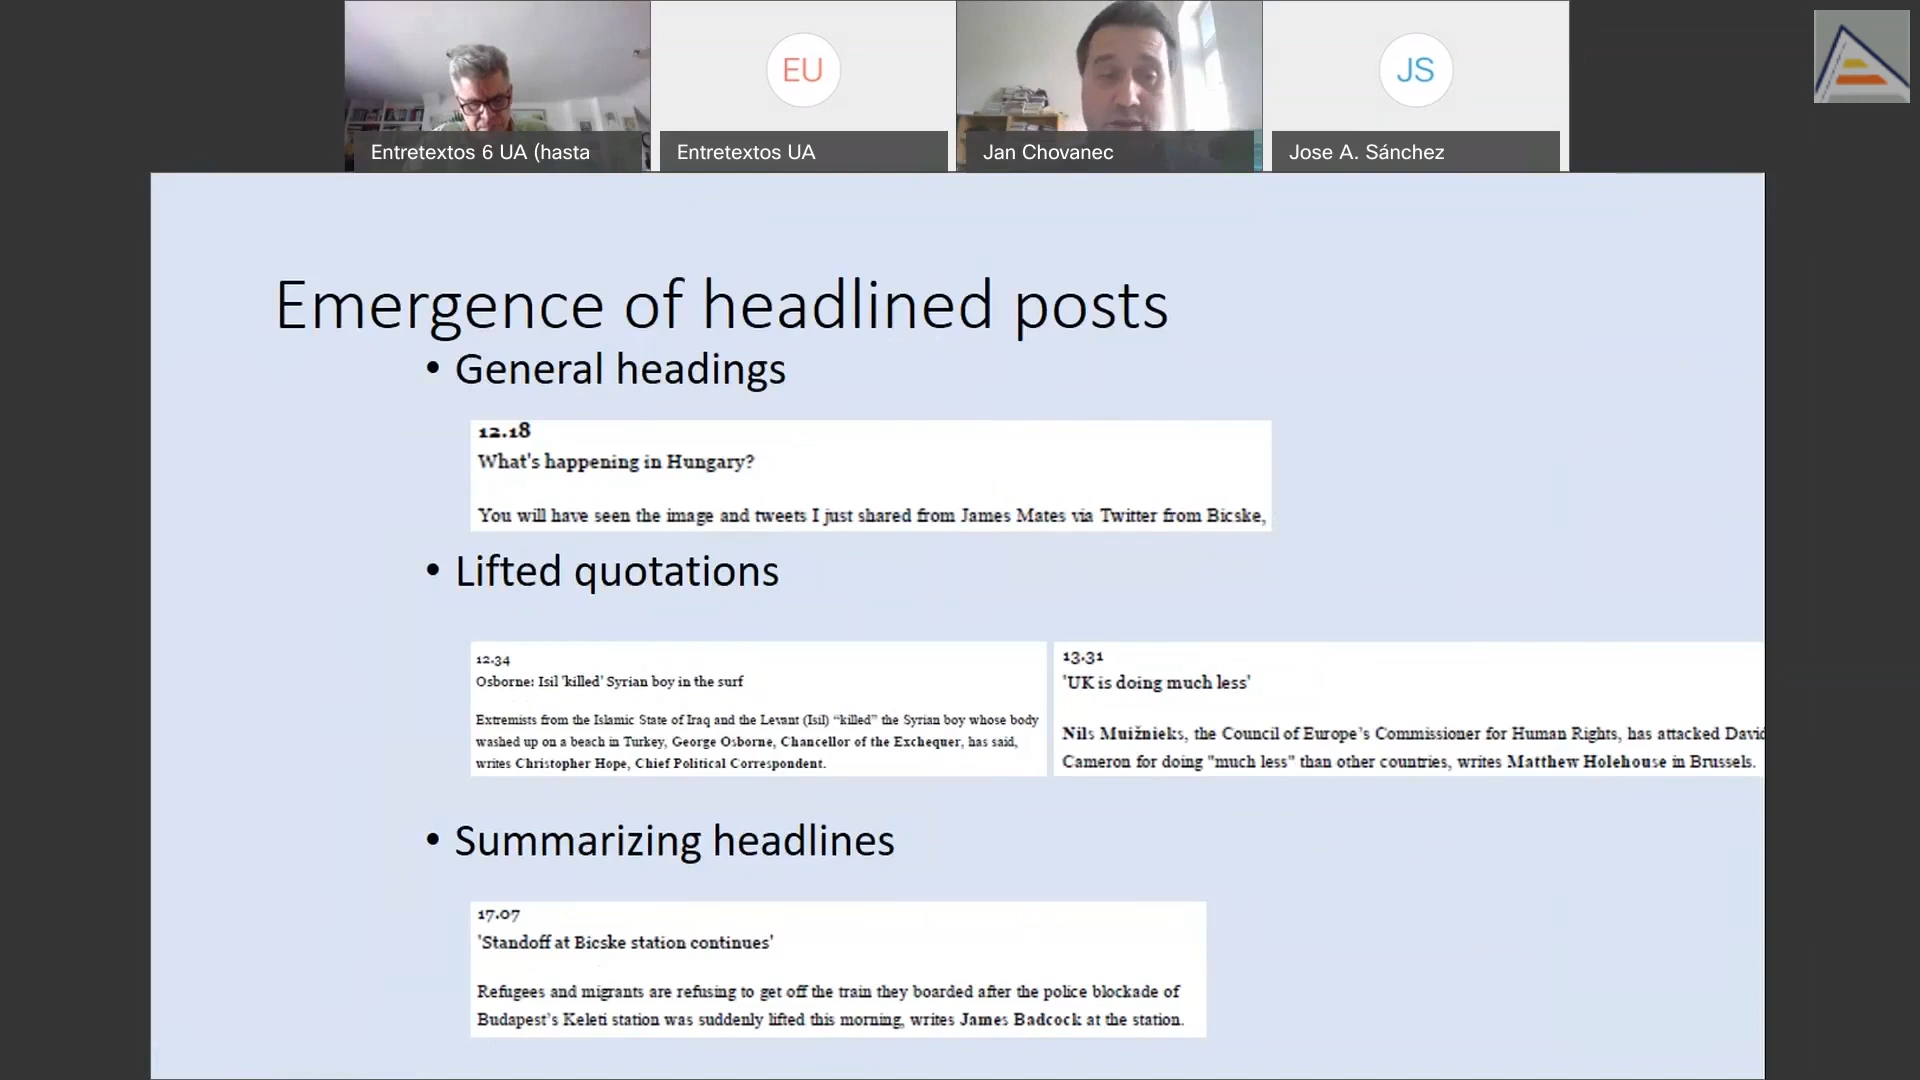 Entretextos 6 UA (hasta
EU
Entretextos UA
Jan Chovanec
JS
Jose A. Sánchez
Emergence of headlined posts
• General headings
12.18
What's happening in Hungary?
You will have seen the image and tweets I just shared from James Mates via Twitter from Bicske,
• Lifted quotations
12.34
Osborne: Isil 'killed' Syrian boy in the surf
Extremists from the Islamic State of Iraq and the Levant (Isil) “killed” the Syrian boy whose body
washed up on a beach in Turkey, George Osborne, Chancellor of the Exchequer, has said,
writes Christopher Hope, Chief Political Correspondent.
13.31
'UK is doing much less'
Nils Muižnieks, the Council of Europe’s Commissioner for Human Rights, has attacked David
Cameron for doing "much less" than other countries, writes Matthew Holehouse in Brussels.
• Summarizing headlines
17.07
'Standoff at Bicske station continues'
Refugees and migrants are refusing to get off the train they boarded after the police blockade of
Budapest’s Keleti station was suddenly lifted this morning, writes James Badcock at the station.